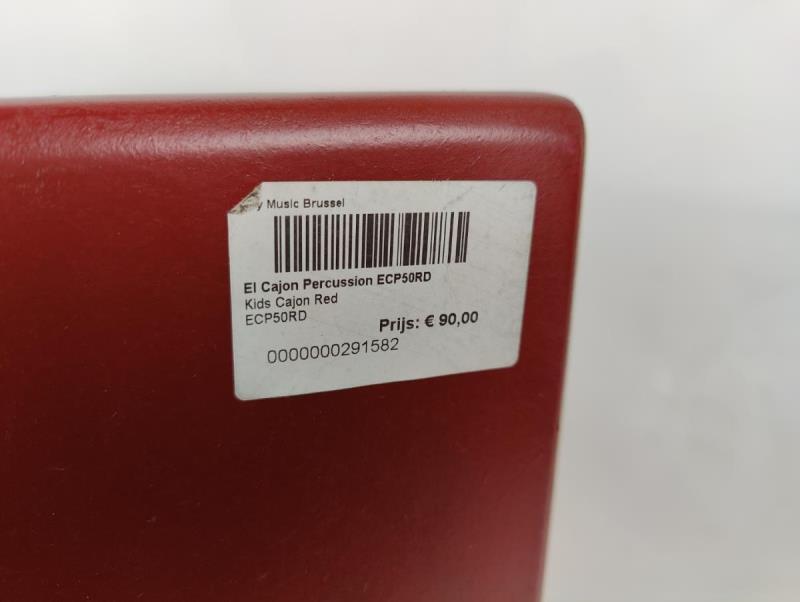 Music Brussel
El Cajon Percussion ECP50RD
Kids Cajon Red
ECP50RD
Prijs: € 90,00
0000000291582